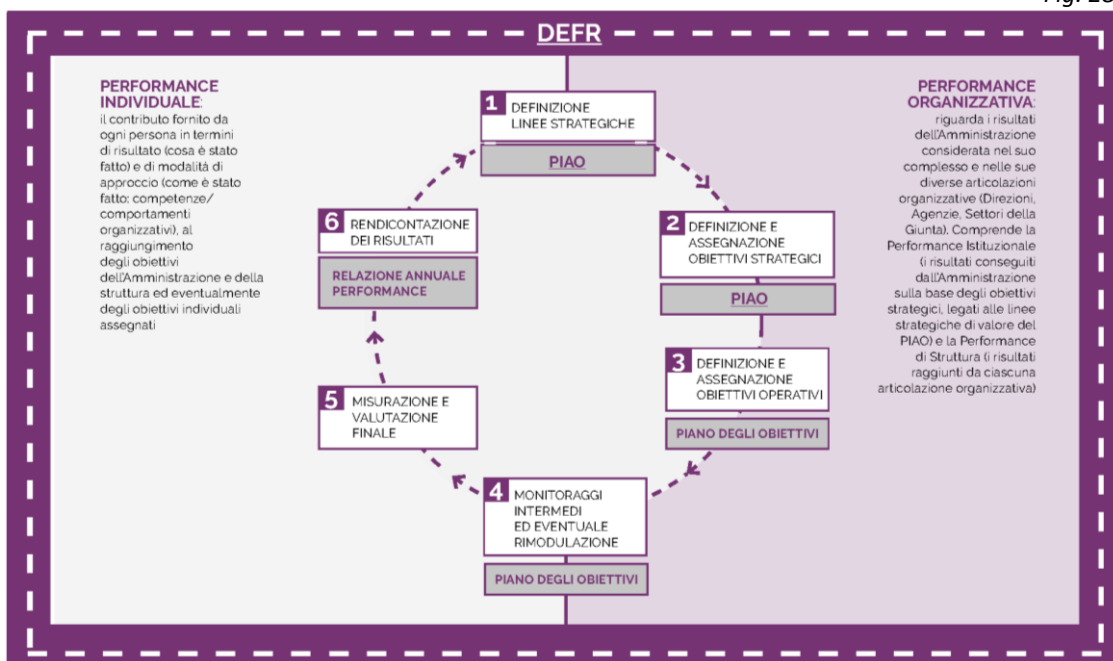 DEFR
PERFORMANCE
INDIVIDUALE:
il contributo fornito da
ogni persona in termini
di risultato (cosa è stato
fatto) e di modalità di
approccio (come è stato
fatto: competenze/
comportamenti
organizzativi), al
raggiungimento
degli obiettivi
dell'Amministrazione e della
struttura ed eventualmente
degli obiettivi individuali
assegnati
1 DEFINIZIONE
LINEE STRATEGICHE
PIAO
2 DEFINIZIONE E
ASSEGNAZIONE
OBIETTIVI STRATEGICI
PIAO
3 DEFINIZIONE E
ASSEGNAZIONE
OBIETTIVI OPERATIVI
PIANO DEGLI OBIETTIVI
4 MONITORAGGI
INTERMEDI
ED EVENTUALE
RIMODULAZIONE
PIANO DEGLI OBIETTIVI
5 MISURAZIONE E
VALUTAZIONE
FINALE
6 RENDICONTAZIONE
DEI RISULTATI
RELAZIONE ANNUALE
PERFORMANCE
PERFORMANCE
ORGANIZZATIVA:
riguarda i risultati
dell'Amministrazione
considerata nel suo
complesso e nelle sue
diverse articolazioni
organizzative (Direzioni,
Agenzie, Settori della
Giunta). Comprende la
Performance Istituzionale
(i risultati conseguiti
dall'Amministrazione
sulla base degli obiettivi
strategici, legati alle linee
strategiche di valore del
PIAO) e la Performance
di Struttura (i risultati
raggiunti da ciascuna
articolazione organizzativa)